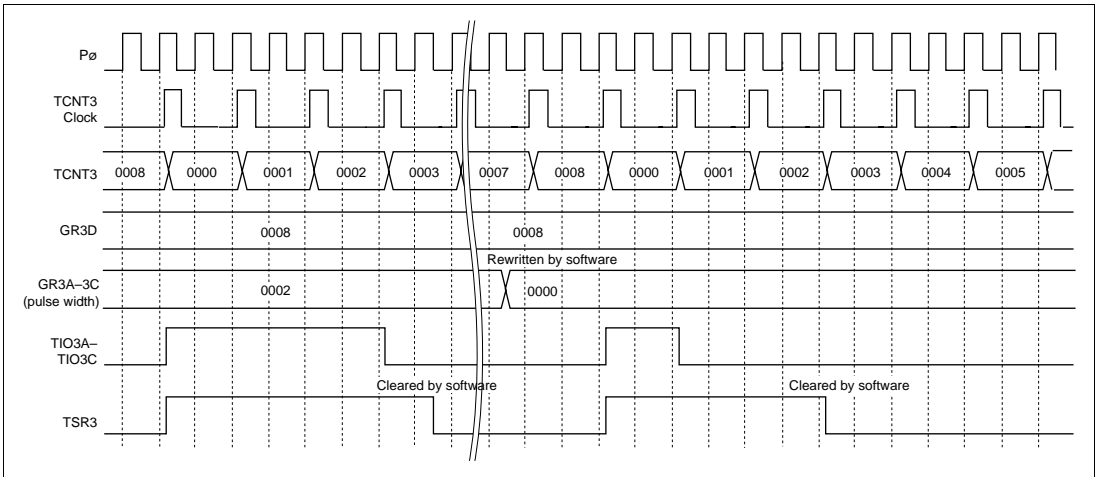 Pø
TCNT3
Clock
TCNT3
0008 0000 0001 0002 0003 0007 0008 0000 0001 0002 0003 0004 0005
GR3D
0008 0008
Rewritten by software
GR3A–3C
(pulse width)
0002 0000
TIO3A–
TIO3C
Cleared by software Cleared by software
TSR3